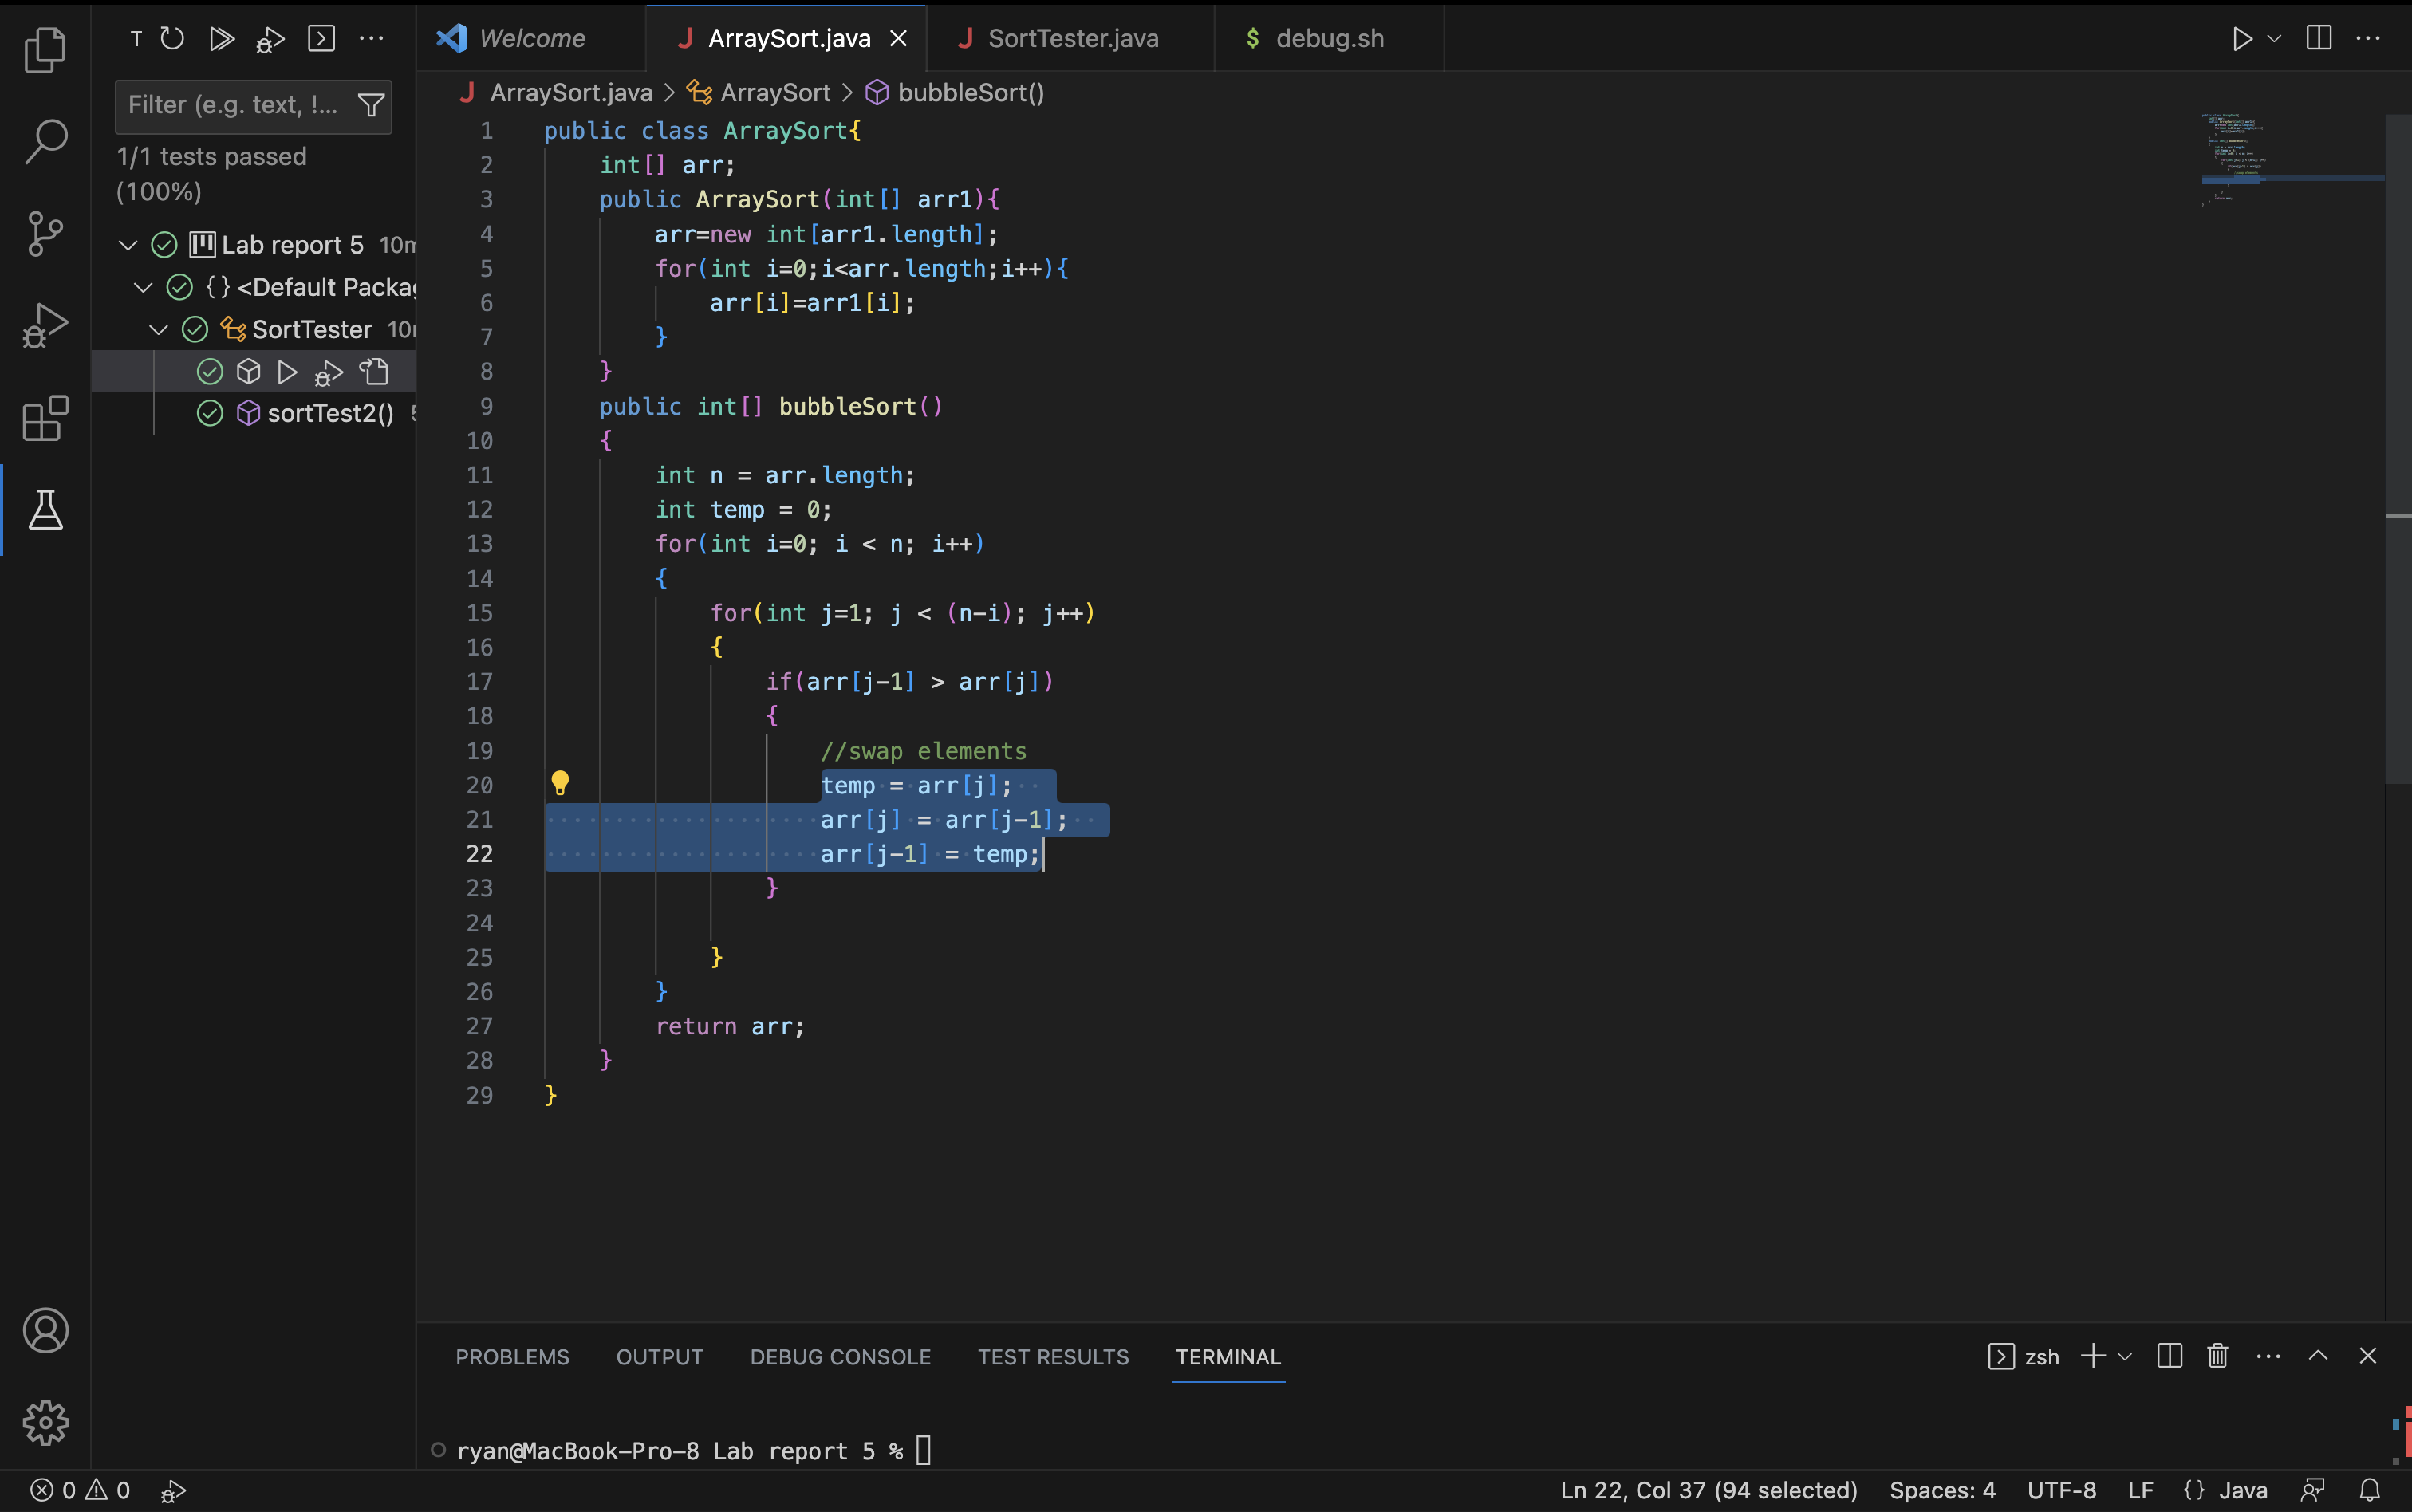 T
Welcome
ArraySort.java
SortTester.java
$ debug.sh
Filter (e.g. text, !...
1/1 tests passed
(100%)
Lab report 5 10m
{} <Default Packag
SortTester 10m
sortTest2() 5
ArraySort.java > ArraySort > bubbleSort()
1 public class ArraySort{
2 int[] arr;
3 public ArraySort(int[] arr1){
4 arr=new int[arr1.length];
5 for(int i=0;i<arr.length;i++){
6 arr[i]=arr1[i];
7 }
8 }
9 public int[] bubbleSort()
10 {
11 int n = arr.length;
12 int temp = 0;
13 for(int i=0; i < n; i++)
14 {
15 for(int j=1; j < (n-i); j++)
16 {
17 if(arr[j-1] > arr[j])
18 {
19 //swap elements
20 temp = arr[j];
21 arr[j] = arr[j-1];
22 arr[j-1] = temp;
23 }
24
25 }
26 }
27 return arr;
28 }
29 }
PROBLEMS OUTPUT DEBUG CONSOLE TEST RESULTS TERMINAL
zsh
ryan@MacBook-Pro-8 Lab report 5 %
0 0
Ln 22, Col 37 (94 selected) Spaces: 4 UTF-8 LF {} Java